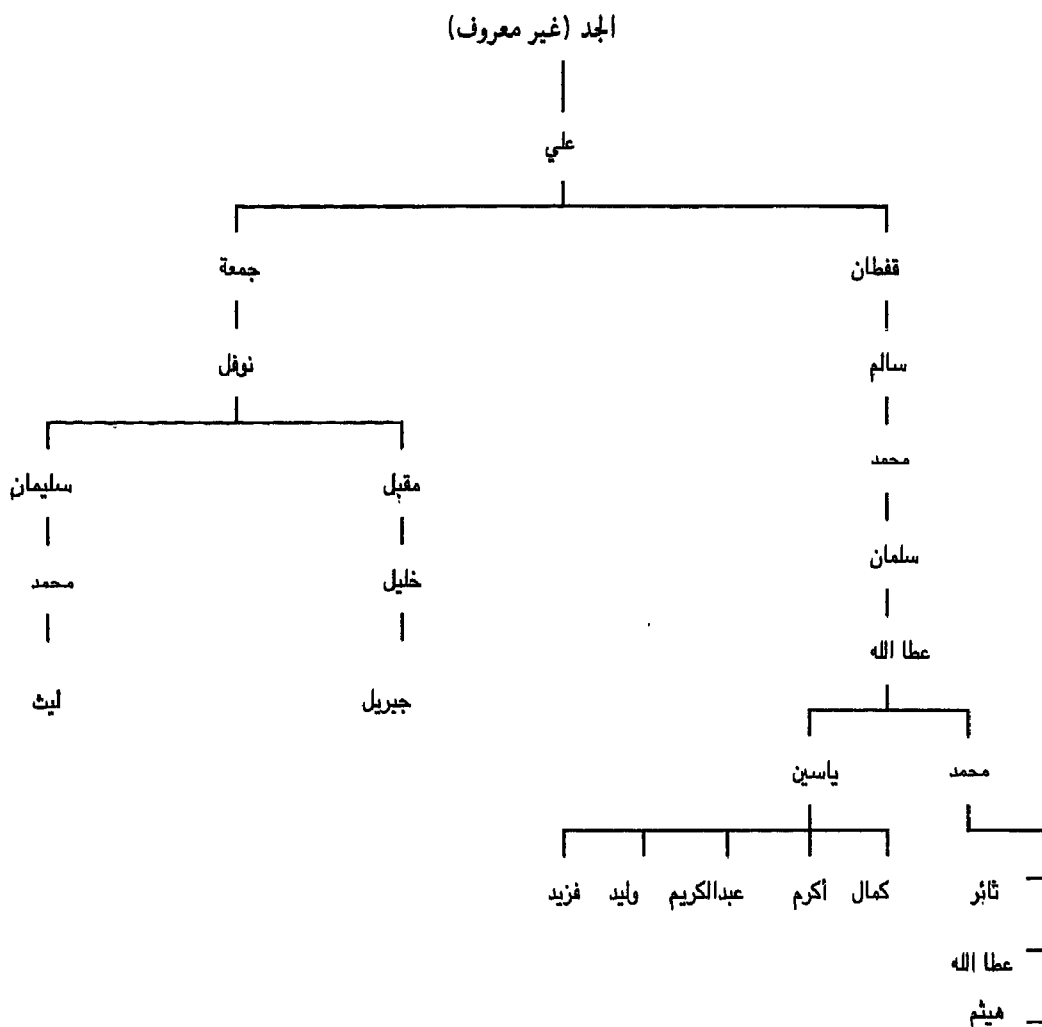 الجد (غير معروف)
علي
قفطان
جمعة
سالم
نوفل
محمد
مقبل
سليمان
سلمان
خليل
محمد
عطا الله
جبريل
ليث
محمد
ياسين
ثائر
كمال
أكرم
عبدالكريم
وليد
فزيد
عطا الله
هيثم